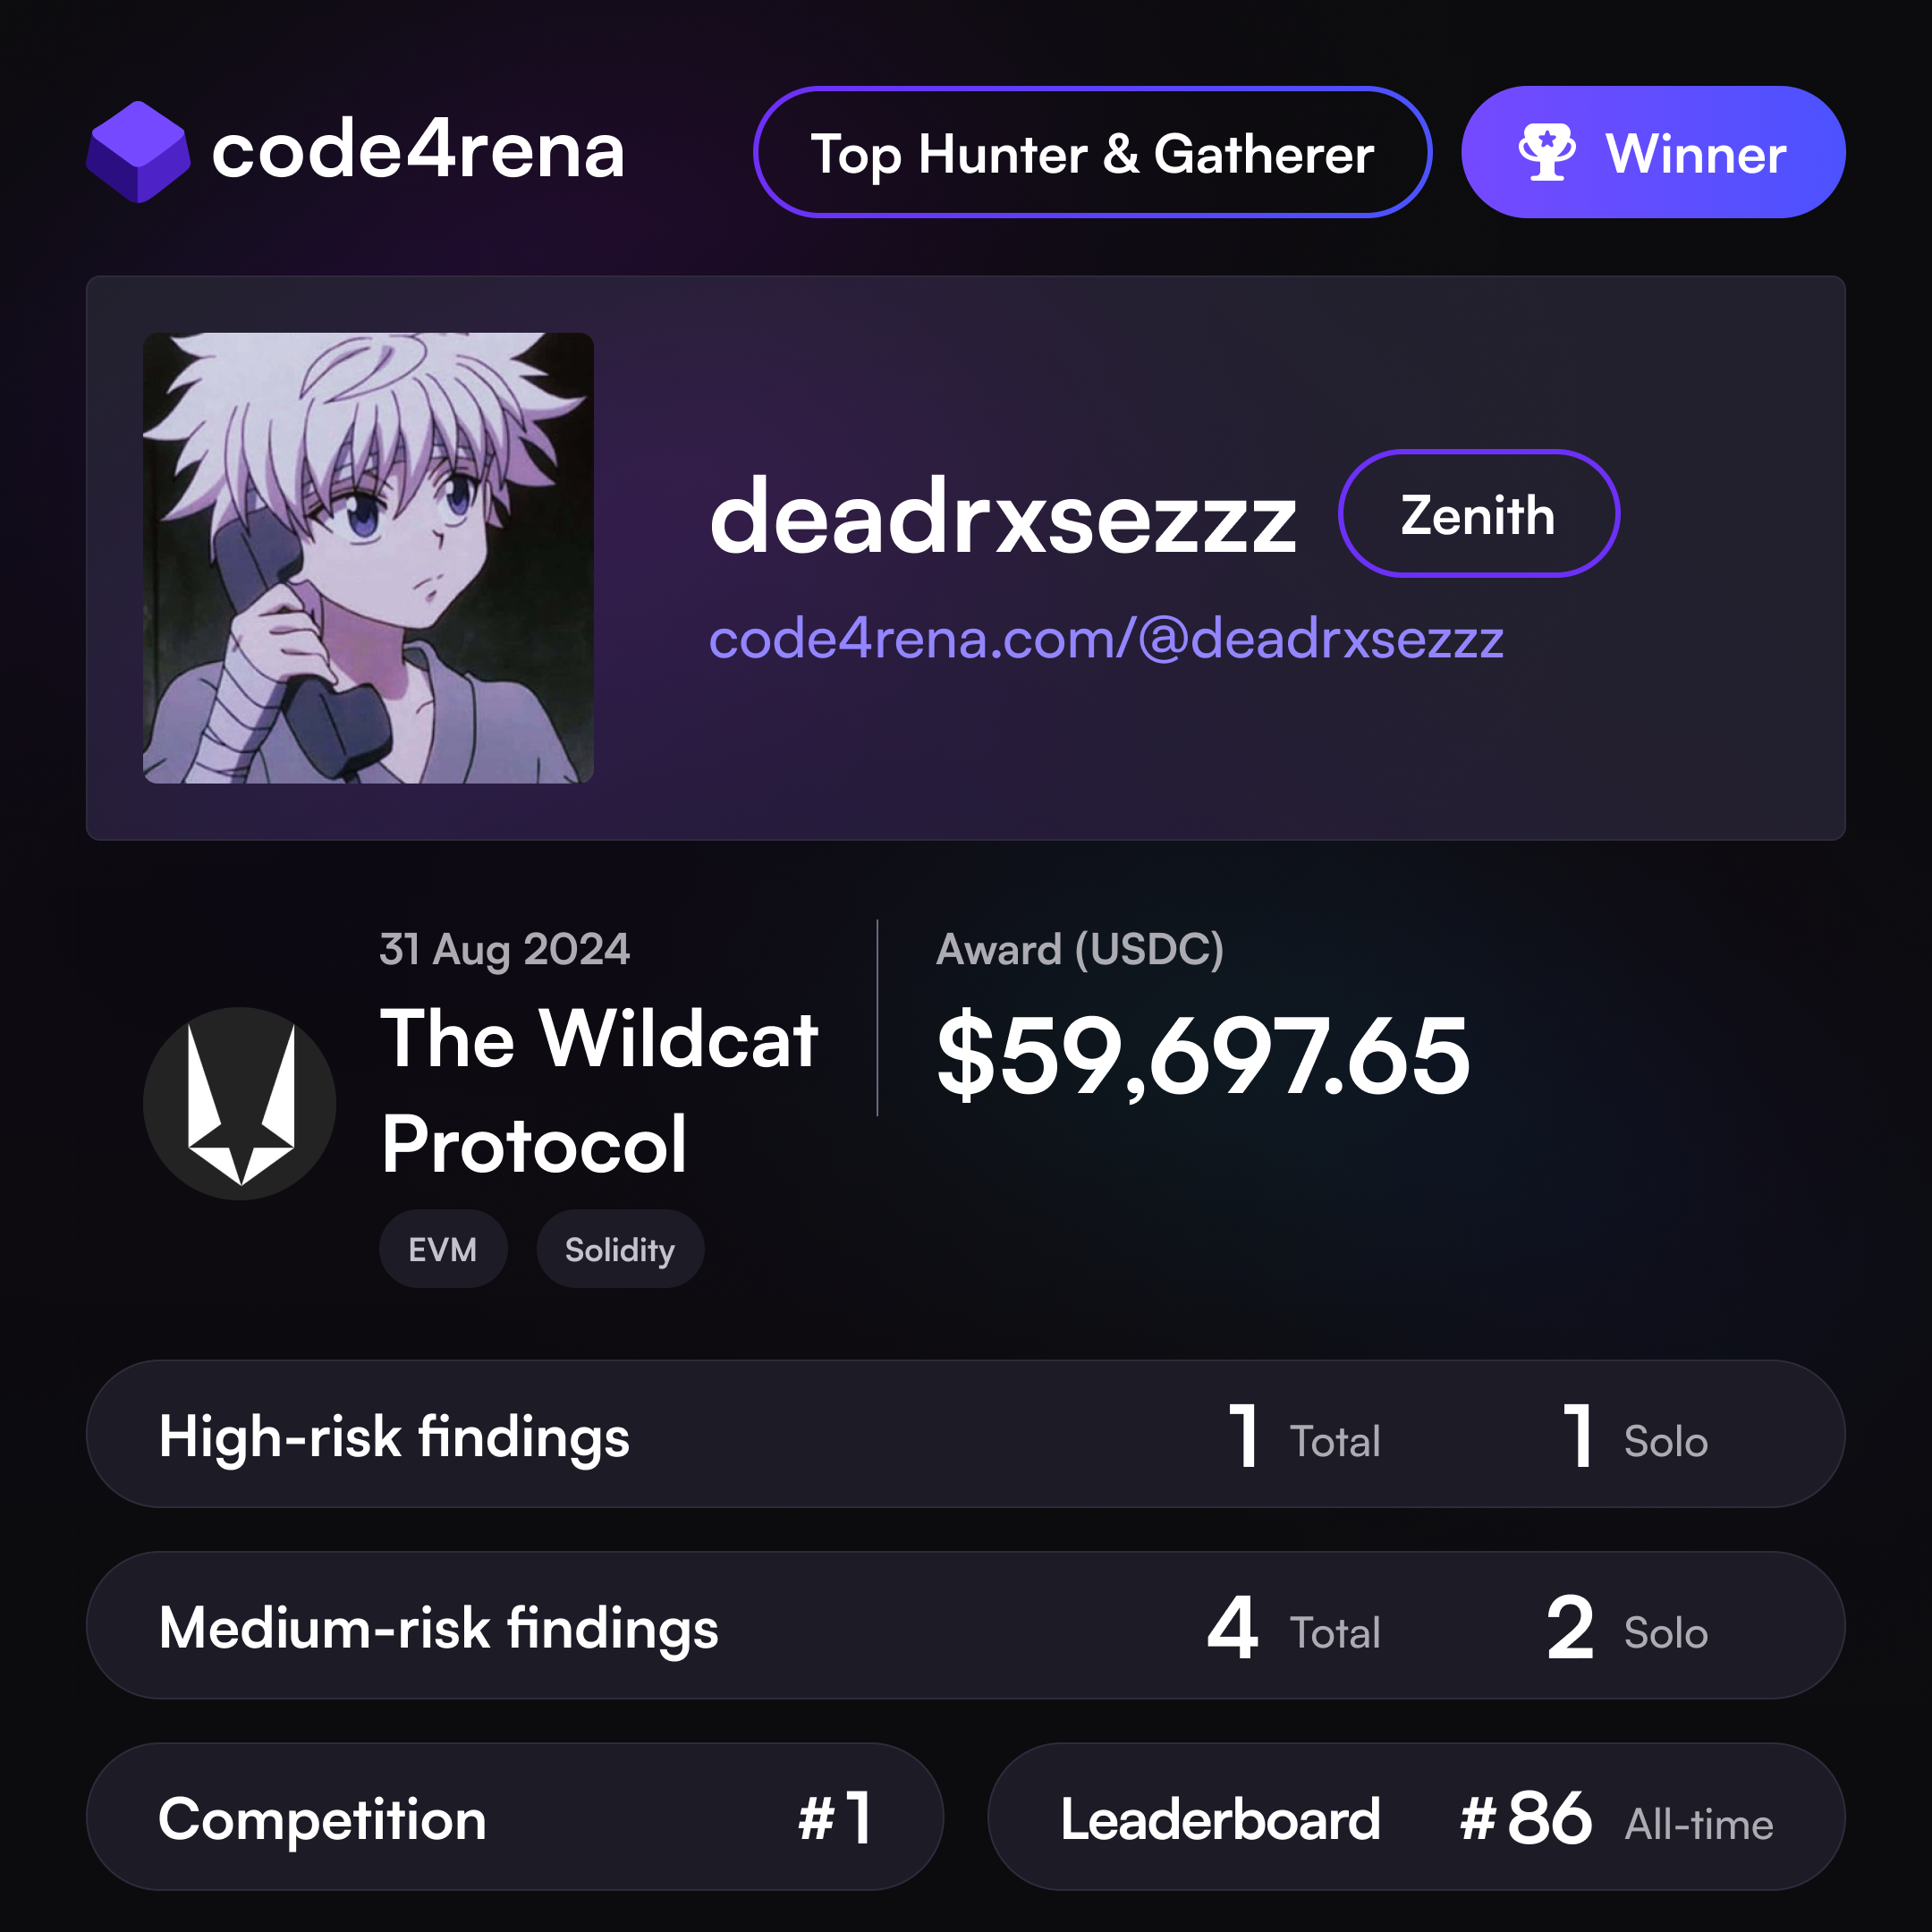 code4rena
Top Hunter & Gatherer
Winner
deadrxsezzz
Zenith
code4rena.com/@deadrxsezzz
31 Aug 2024
The Wildcat
Protocol
EVM
Solidity
Award (USDC)
$59,697.65
High-risk findings 1 Total 1 Solo
Medium-risk findings 4 Total 2 Solo
Competition #1
Leaderboard #86 All-time